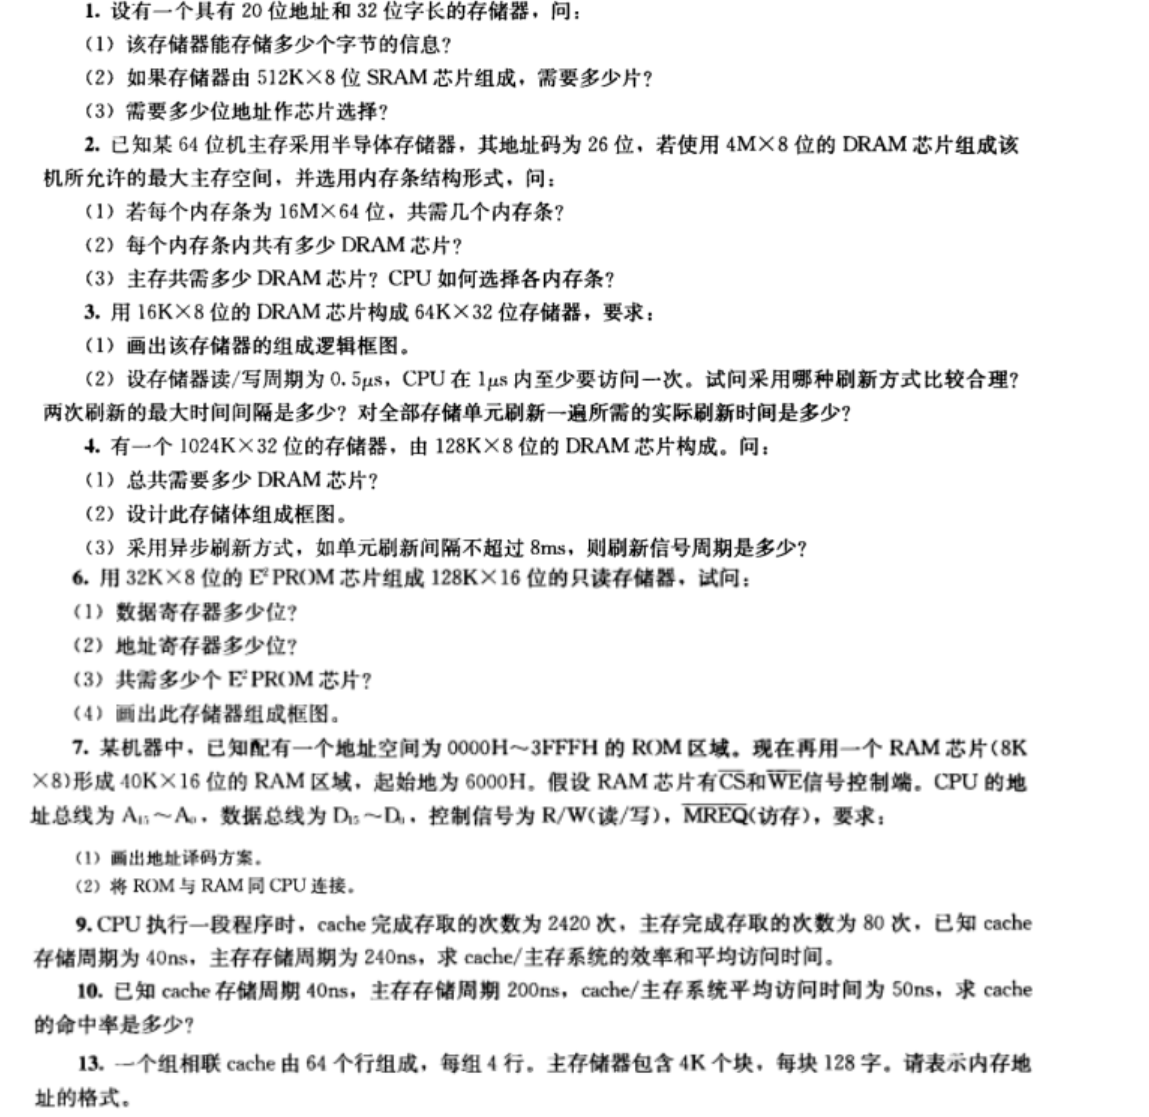 1. 设有一个具有 20 位地址和 32 位字长的存储器，问：
（1）该存储器能存储多少个字节的信息？
（2）如果存储器由 512K×8 位 SRAM 芯片组成，需要多少片？
（3）需要多少位地址作芯片选择？
2. 已知某 64 位机主存采用半导体存储器，其地址码为 26 位，若使用 4M×8 位的 DRAM 芯片组成该
机所允许的最大主存空间，并选用内存条结构形式，问：
（1）若每个内存条为 16M×64 位，共需几个内存条？
（2）每个内存条内共有多少 DRAM 芯片？
（3）主存共需多少 DRAM 芯片？CPU 如何选择各内存条？
3. 用 16K×8 位的 DRAM 芯片构成 64K×32 位存储器，要求：
（1）画出该存储器的组成逻辑框图。
（2）设存储器读/写周期为 0.5μs，CPU 在 1μs 内至少要访问一次。试问采用哪种刷新方式比较合理？
两次刷新的最大时间间隔是多少？对全部存储单元刷新一遍所需的实际刷新时间是多少？
4. 有一个 1024K×32 位的存储器，由 128K×8 位的 DRAM 芯片构成。问：
（1）总共需要多少 DRAM 芯片？
（2）设计此存储体组成框图。
（3）采用异步刷新方式，如单元刷新间隔不超过 8ms，则刷新信号周期是多少？
6. 用 32K×8 位的 E²PROM 芯片组成 128K×16 位的只读存储器，试问：
（1）数据寄存器多少位？
（2）地址寄存器多少位？
（3）共需多少个 E²PROM 芯片？
（4）画出此存储器组成框图。
7. 某机器中，已知配有一个地址空间为 0000H～3FFFH 的 ROM 区域。现在再用一个 RAM 芯片(8K
×8)形成 40K×16 位的 RAM 区域，起始地为 6000H。假设 RAM 芯片有C̅S̅和W̅E̅信号控制端。CPU 的地
址总线为 A₁₅～A₀，数据总线为 D₁₅～D₀，控制信号为 R/W(读/写)，M̅R̅E̅Q̅(访存)，要求：
（1）画出地址译码方案。
（2）将 ROM 与 RAM 同 CPU 连接。
9. CPU 执行一段程序时，cache 完成存取的次数为 2420 次，主存完成存取的次数为 80 次，已知 cache
存储周期为 40ns，主存存储周期为 240ns，求 cache/主存系统的效率和平均访问时间。
10. 已知 cache 存储周期 40ns，主存存储周期 200ns，cache/主存系统平均访问时间为 50ns，求 cache
的命中率是多少？
13. 一个组相联 cache 由 64 个行组成，每组 4 行。主存储器包含 4K 个块，每块 128 字。请表示内存地
址的格式。